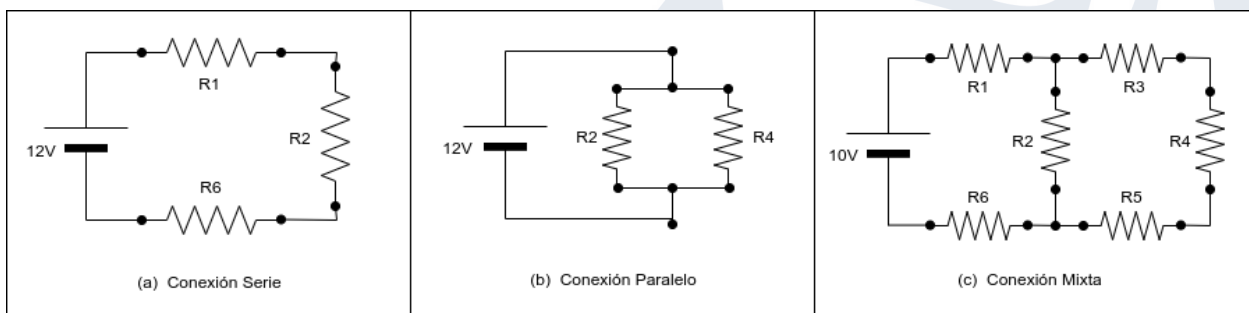 R1
R2
12V
R6
(a) Conexión Serie
R2
R4
12V
(b) Conexión Paralelo
R1
R3
R2
R4
10V
R6
R5
(c) Conexión Mixta